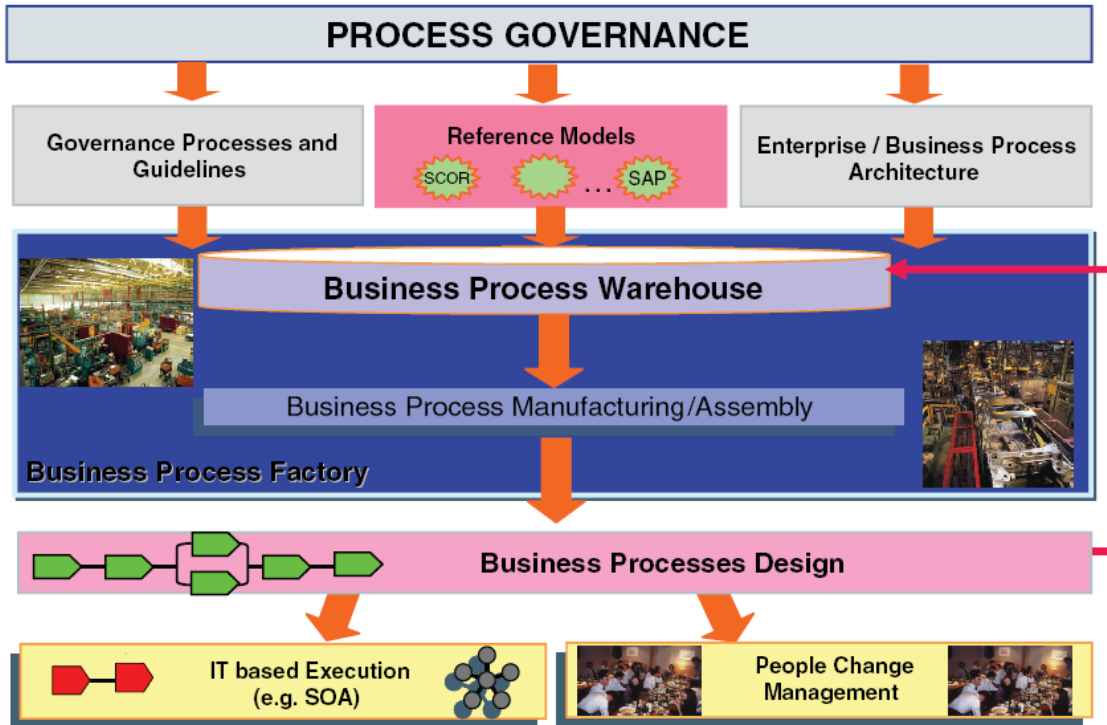 PROCESS GOVERNANCE
Governance Processes and
Guidelines
Reference Models
SCOR
... SAP
Enterprise / Business Process
Architecture
Business Process Warehouse
Business Process Manufacturing/Assembly
Business Process Factory
Business Processes Design
IT based Execution
(e.g. SOA)
People Change
Management